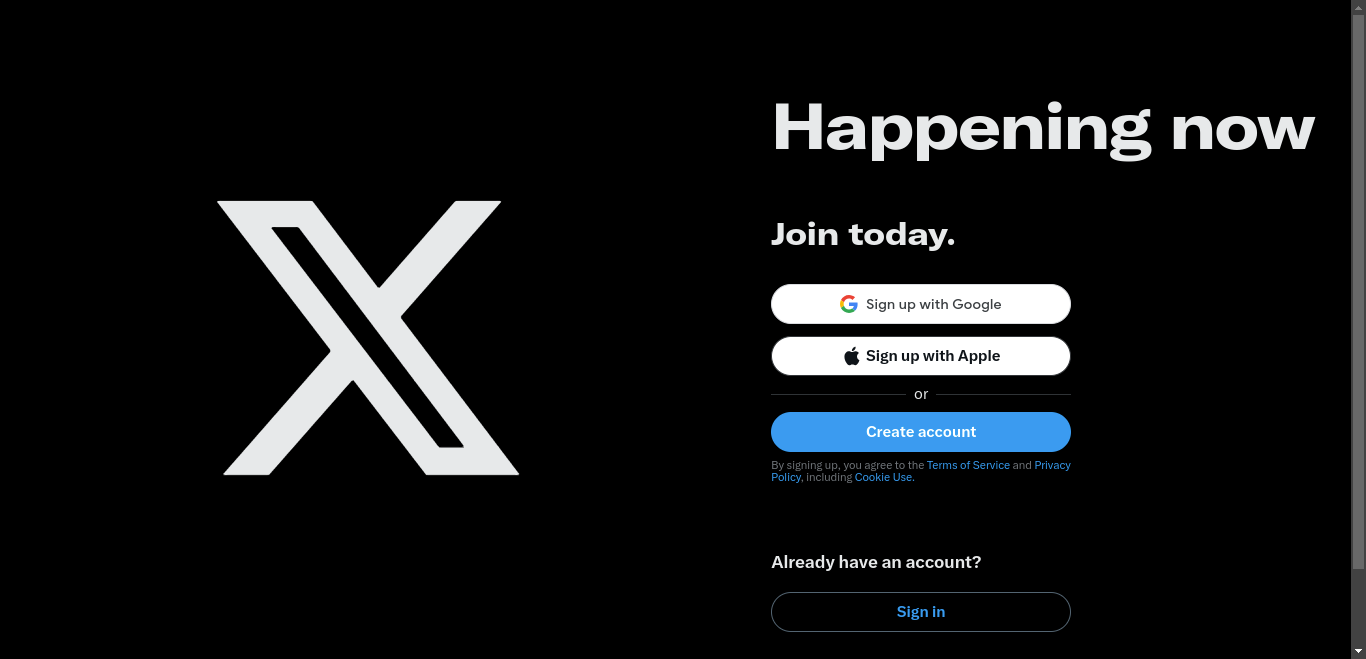 Happening now
Join today.
Sign up with Google
Sign up with Apple
or
Create account
By signing up, you agree to the Terms of Service and Privacy
Policy, including Cookie Use.
Already have an account?
Sign in